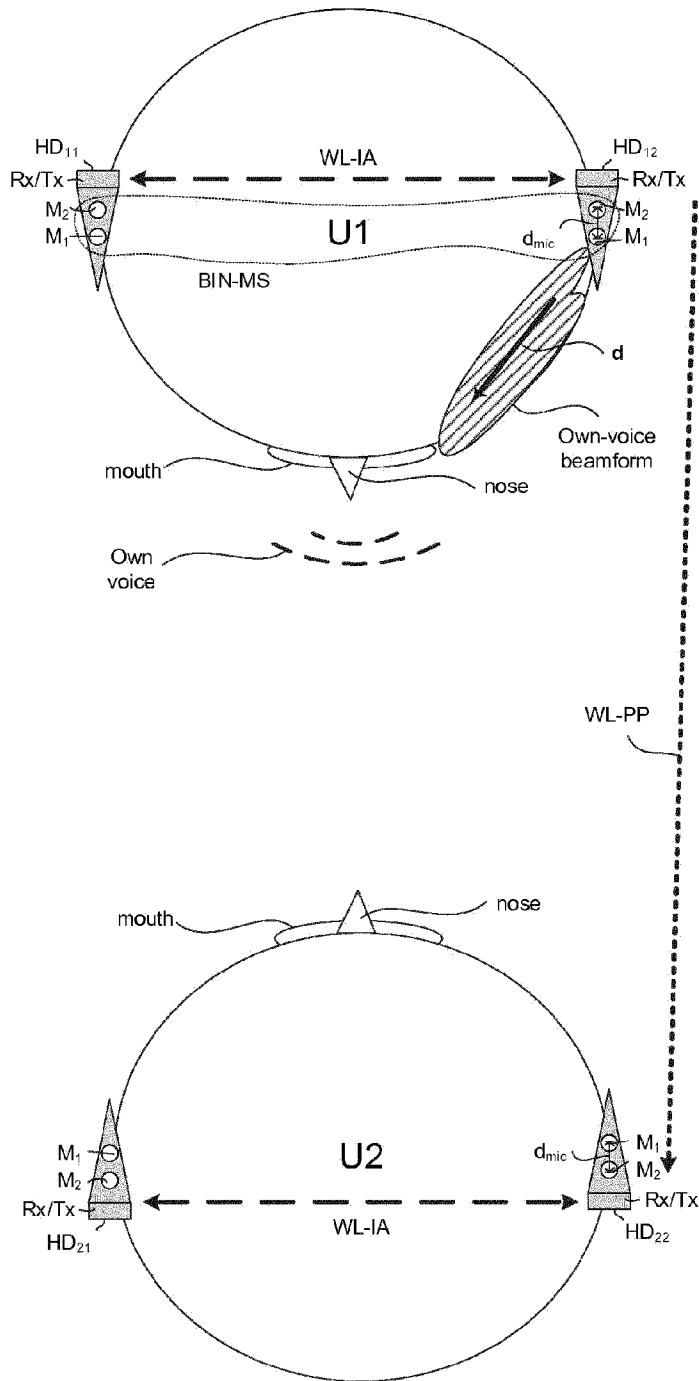 HD11
HD12
WL-IA
Rx/Tx
Rx/Tx
M2
M2
U1
dmic
M1
M1
BIN-MS
d
Own-voice
beamform
mouth
nose
Own
voice
WL-PP
nose
mouth
M1
M1
U2
dmic
M2
M2
Rx/Tx
Rx/Tx
WL-IA
HD21
HD22